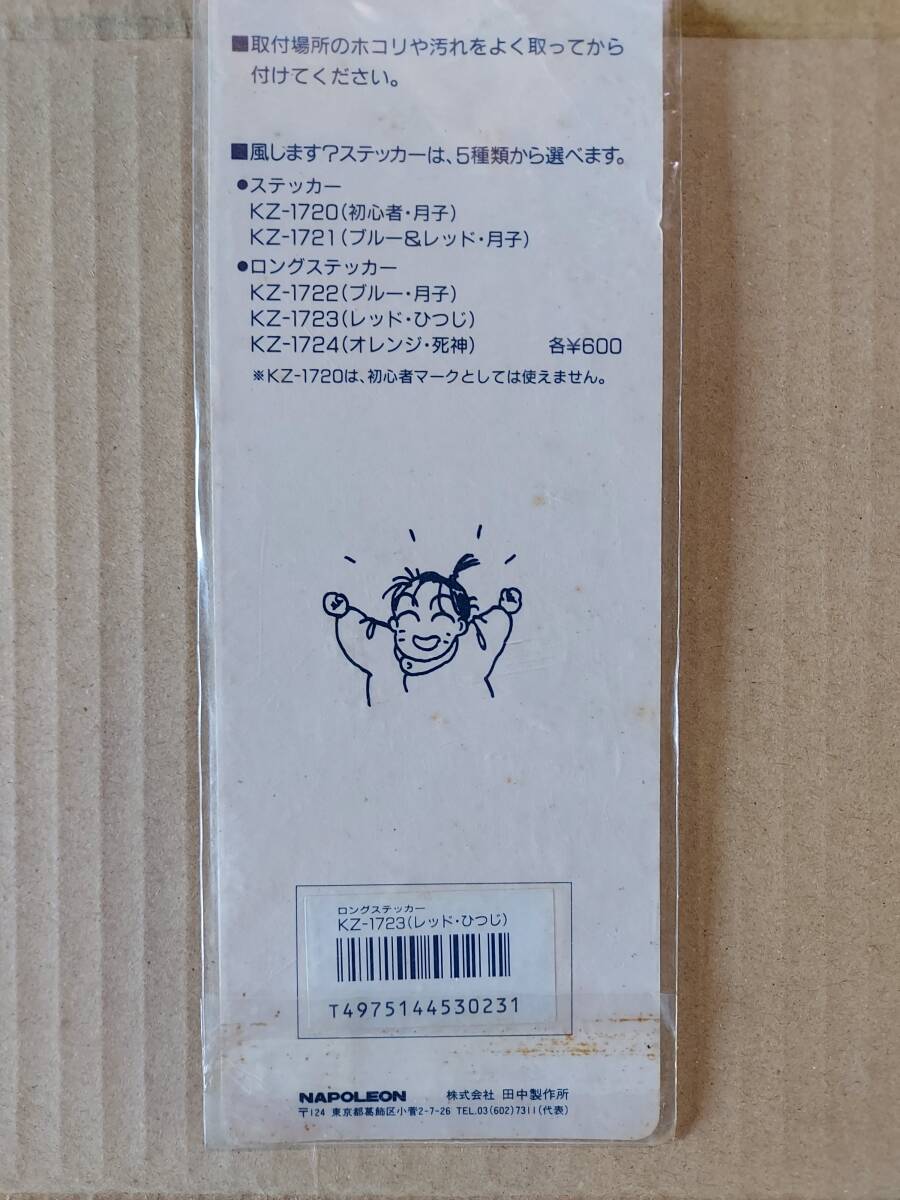 ■取付場所のホコリや汚れをよく取ってから
付けてください。
■風します?ステッカーは、5種類から選べます。
●ステッカー
KZ-1720(初心者・月子)
KZ-1721(ブルー&レッド・月子)
●ロングステッカー
KZ-1722(ブルー・月子)
KZ-1723(レッド・ひつじ)
KZ-1724(オレンジ・死神) 各¥600
※KZ-1720は、初心者マークとしては使えません。
ロングステッカー
KZ-1723(レッド・ひつじ)
T4975144530231
NAPOLEON 株式会社 田中製作所
〒124 東京都葛飾区小菅2-7-26 TEL.03(602)7311(代表)